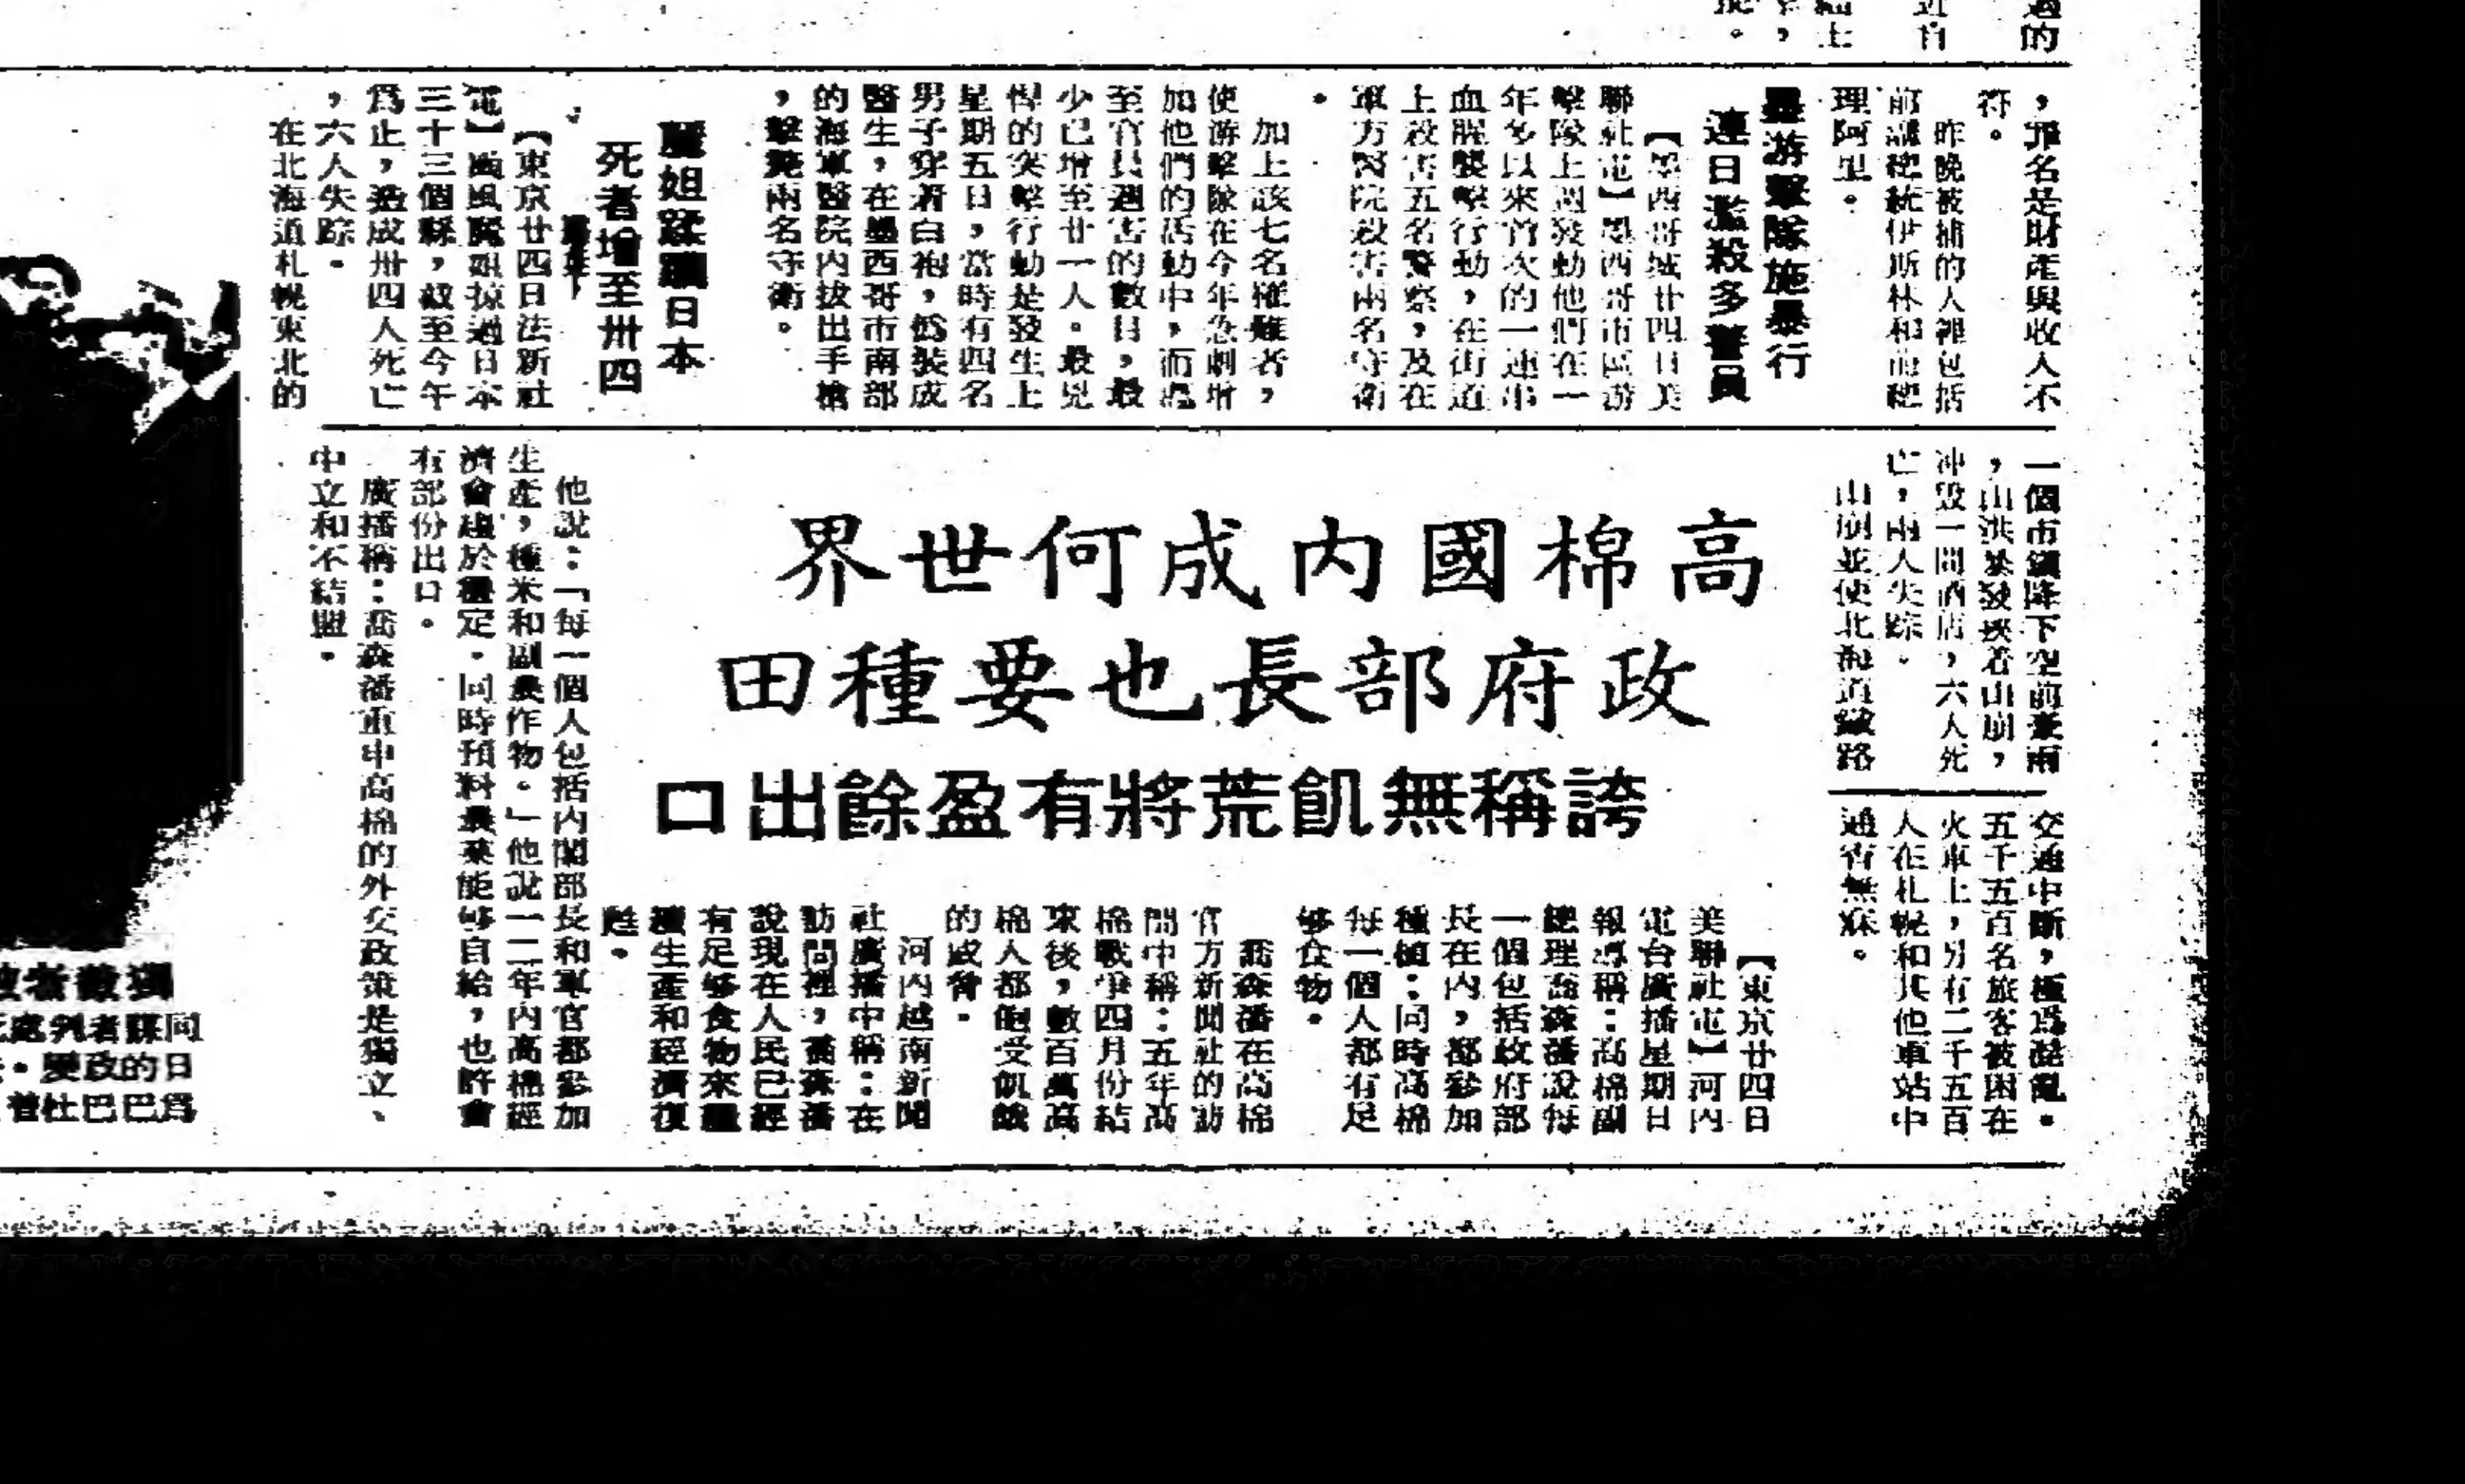 ，罪名是財產與收入不
符。
昨晚被捕的人裡包括
前副總統伊斯林和前總
理阿里。
墨游擊隊施暴行
連日濫殺多警員
【墨西哥城廿四日美
聯社電】墨西哥市區游
擊隊上週發動他們在一
年多以來首次的一連串
血腥襲擊行動，在街道
上殺害五名警察，及在
軍方醫院殺害兩名守衛
。
加上該七名罹難者，
使游擊隊在今年急劇增
加他們的活動中，而遇
至官員遇害的數目，最
少已增至廿一人。最兇
悍的突擊行動是發生上
星期五日，當時有四名
男子穿着白袍，僞裝成
醫生，在墨西哥市南部
的海軍醫院內拔出手槍
，擊斃兩名守衛。
颶姐蹂躪日本
死者增至卅四
【東京廿四日法新社
電】颱風颶姐掠過日本
三十三個縣，截至今午
爲止，造成卅四人死亡
，六人失踪。
在北海道札幌東北的
一個市鎭降下空前豪雨
，山洪暴發挾着山崩，
冲毀一間酒店，六人死
亡，兩人失踪。
山崩並使北海道鐵路
交通中斷，極爲混亂。
五千五百名旅客被困在
火車上，另有二千五百
人在札幌和其他車站中
通宵無寐。
高棉國內成何世界
政府部長也要種田
誇稱無飢荒將有盈餘出口
【東京廿四日
美聯社電】河內
電台廣播星期日
報導稱：高棉副
總理喬森潘說每
一個包括政府部
長在內，都參加
種植：同時高棉
每一個人都有足
够食物。
喬森潘在高棉
官方新聞社的訪
問中稱：五年高
棉戰爭四月份結
束後，數百萬高
棉人都飽受飢餓
的威脅。
河內越南新聞
社廣播中稱：在
訪問裡，喬森潘
說現在人民已經
有足够食物來繼
續生產和經濟復
甦。
他說：「每一個人包括內閣部長和軍官都參加
生產，種米和副農作物。」他說一二年內高棉經
濟會趨於穩定。同時預料農業能够自給，也許會
有部份出口。
廣播稱：喬森潘重申高棉的外交政策是獨立、
中立和不結盟。